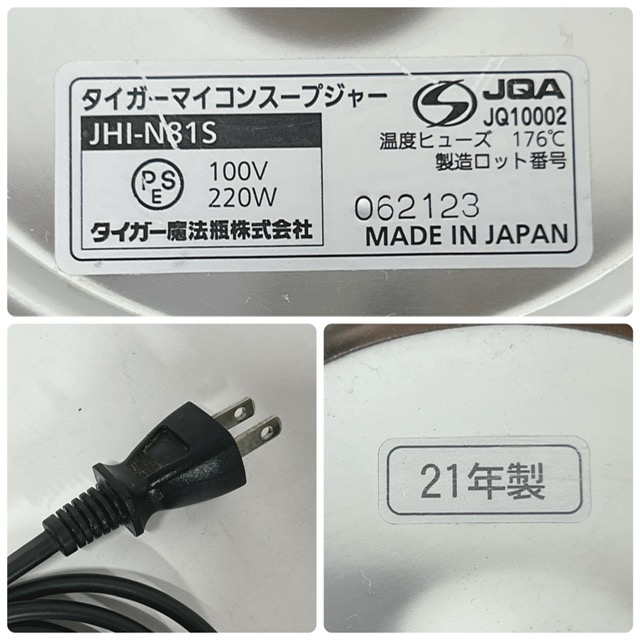 タイガーマイコンスープジャー
JHI-N81S
PSE
100V
220W
タイガー魔法瓶株式会社
JQA
JQ10002
温度ヒューズ 176℃
製造ロット番号
062123
MADE IN JAPAN
21年製